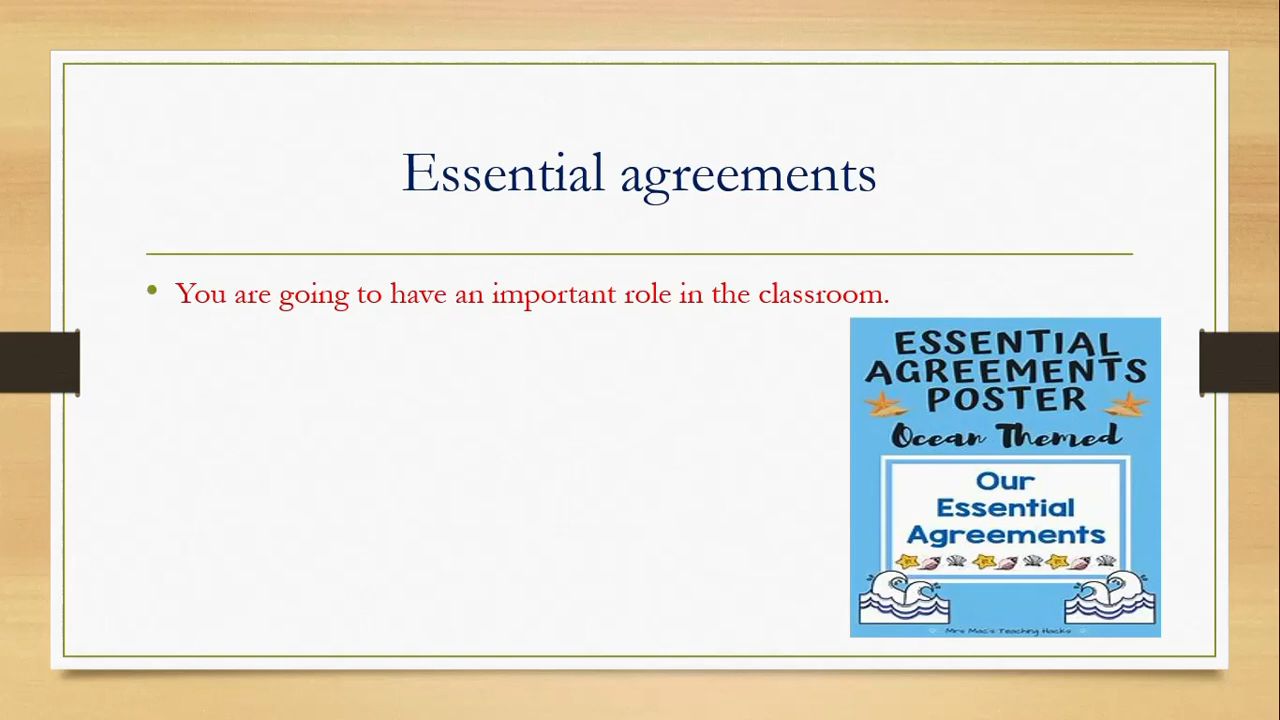 Essential agreements
• You are going to have an important role in the classroom.
ESSENTIAL
AGREEMENTS
POSTER
Ocean Themed
Our
Essential
Agreements
Mrs Mac's Teaching Hacks